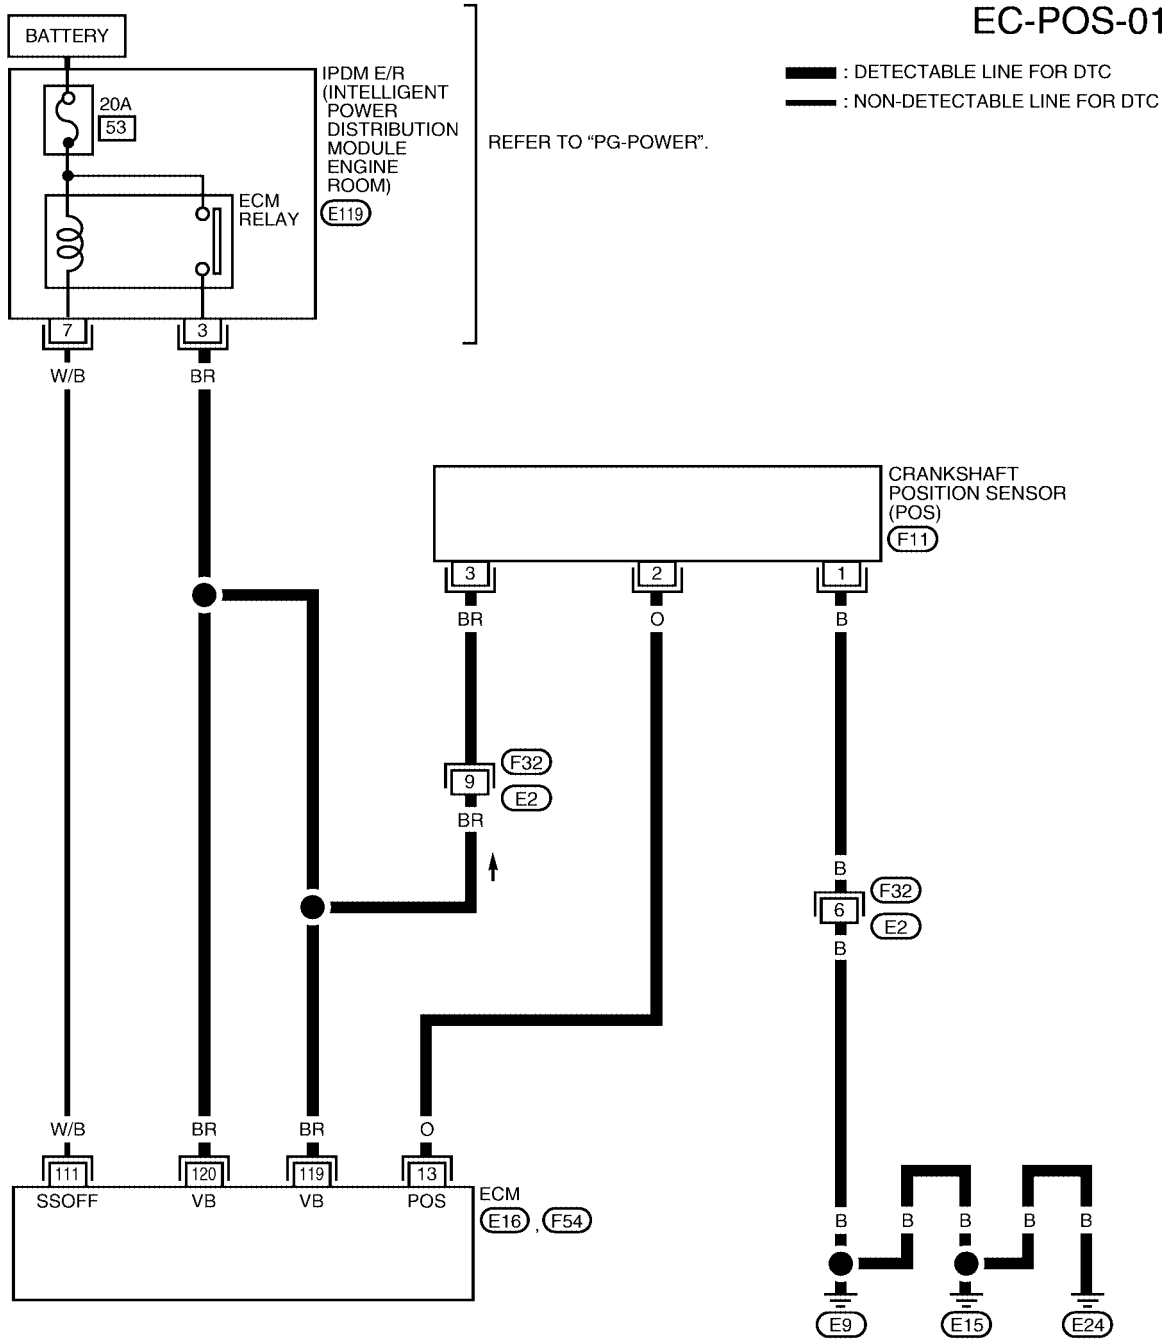 EC-POS-01
BATTERY
: DETECTABLE LINE FOR DTC
: NON-DETECTABLE LINE FOR DTC
20A
53
IPDM E/R
(INTELLIGENT
POWER
DISTRIBUTION
MODULE
ENGINE
ROOM)
E119
REFER TO “PG-POWER”.
ECM
RELAY
7
3
W/B
BR
CRANKSHAFT
POSITION SENSOR
(POS)
F11
3
2
1
BR
O
B
F32
9
E2
BR
B
F32
6
E2
B
W/B
BR
BR
O
111
120
119
13
SSOFF
VB
VB
POS
ECM
E16 , F54
B
B
B
B
B
E9
E15
E24